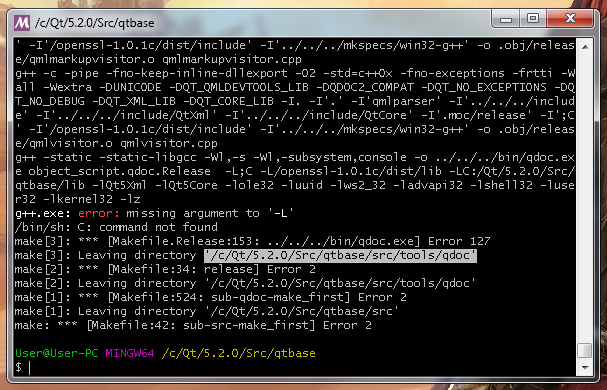 /c/Qt/5.2.0/Src/qtbase
' -I'/openssl-1.0.1c/dist/include' -I'../../../mkspecs/win32-g++' -o .obj/releas
e/qmlmarkupvisitor.o qmlmarkupvisitor.cpp
g++ -c -pipe -fno-keep-inline-dllexport -O2 -std=c++0x -fno-exceptions -frtti -W
all -Wextra -DUNICODE -DQT_QMLDEVTOOLS_LIB -DQDOC2_COMPAT -DQT_NO_EXCEPTIONS -DQ
T_NO_DEBUG -DQT_XML_LIB -DQT_CORE_LIB -I. -I'.' -I'qmlparser' -I'../../../includ
e' -I'../../../include/QtXml' -I'../../../include/QtCore' -I'.moc/release' -I';C
' -I'/openssl-1.0.1c/dist/include' -I'../../../mkspecs/win32-g++' -o .obj/releas
e/qmlvisitor.o qmlvisitor.cpp
g++ -static -static-libgcc -Wl,-s -Wl,-subsystem,console -o ../../../bin/qdoc.ex
e object_script.qdoc.Release  -L;C -L/openssl-1.0.1c/dist/lib -LC:/Qt/5.2.0/Src/
qtbase/lib -lQt5Xml -lQt5Core -lole32 -luuid -lws2_32 -ladvapi32 -lshell32 -luse
r32 -lkernel32 -lz
g++.exe: error: missing argument to '-L'
/bin/sh: C: command not found
make[3]: *** [Makefile.Release:153: ../../../bin/qdoc.exe] Error 127
make[3]: Leaving directory '/c/Qt/5.2.0/Src/qtbase/src/tools/qdoc'
make[2]: *** [Makefile:34: release] Error 2
make[2]: Leaving directory '/c/Qt/5.2.0/Src/qtbase/src/tools/qdoc'
make[1]: *** [Makefile:524: sub-qdoc-make_first] Error 2
make[1]: Leaving directory '/c/Qt/5.2.0/Src/qtbase/src'
make: *** [Makefile:42: sub-src-make_first] Error 2
User@User-PC MINGW64 /c/Qt/5.2.0/Src/qtbase
$